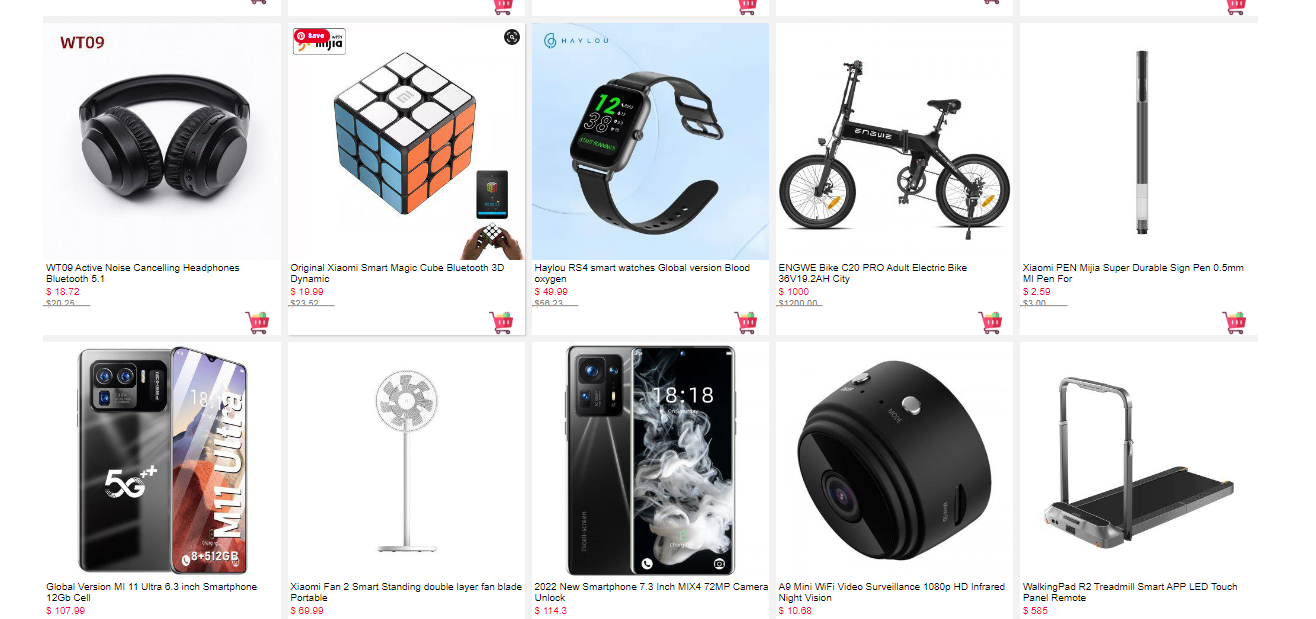 WT09
Save
with
mijia
HAYLOU
12
38
START RUNNING
ENGWE
WT09 Active Noise Cancelling Headphones
Bluetooth 5.1
$ 18.72
$20.25
Original Xiaomi Smart Magic Cube Bluetooth 3D
Dynamic
$ 19.99
$23.52
Haylou RS4 smart watches Global version Blood
oxygen
$ 49.99
$56.23
ENGWE Bike C20 PRO Adult Electric Bike
36V19.2AH City
$ 1000
$1200.00
Xiaomi PEN Mijia Super Durable Sign Pen 0.5mm
MI Pen For
$ 2.59
$3.00
5G++
M11 Ultra
8+512GB
18:18
MODE
Global Version MI 11 Ultra 6.3 inch Smartphone
12Gb Cell
$ 107.99
Xiaomi Fan 2 Smart Standing double layer fan blade
Portable
$ 69.99
2022 New Smartphone 7.3 Inch MIX4 72MP Camera
Unlock
$ 114.3
A9 Mini WiFi Video Surveillance 1080p HD Infrared
Night Vision
$ 10.68
WalkingPad R2 Treadmill Smart APP LED Touch
Panel Remote
$ 585